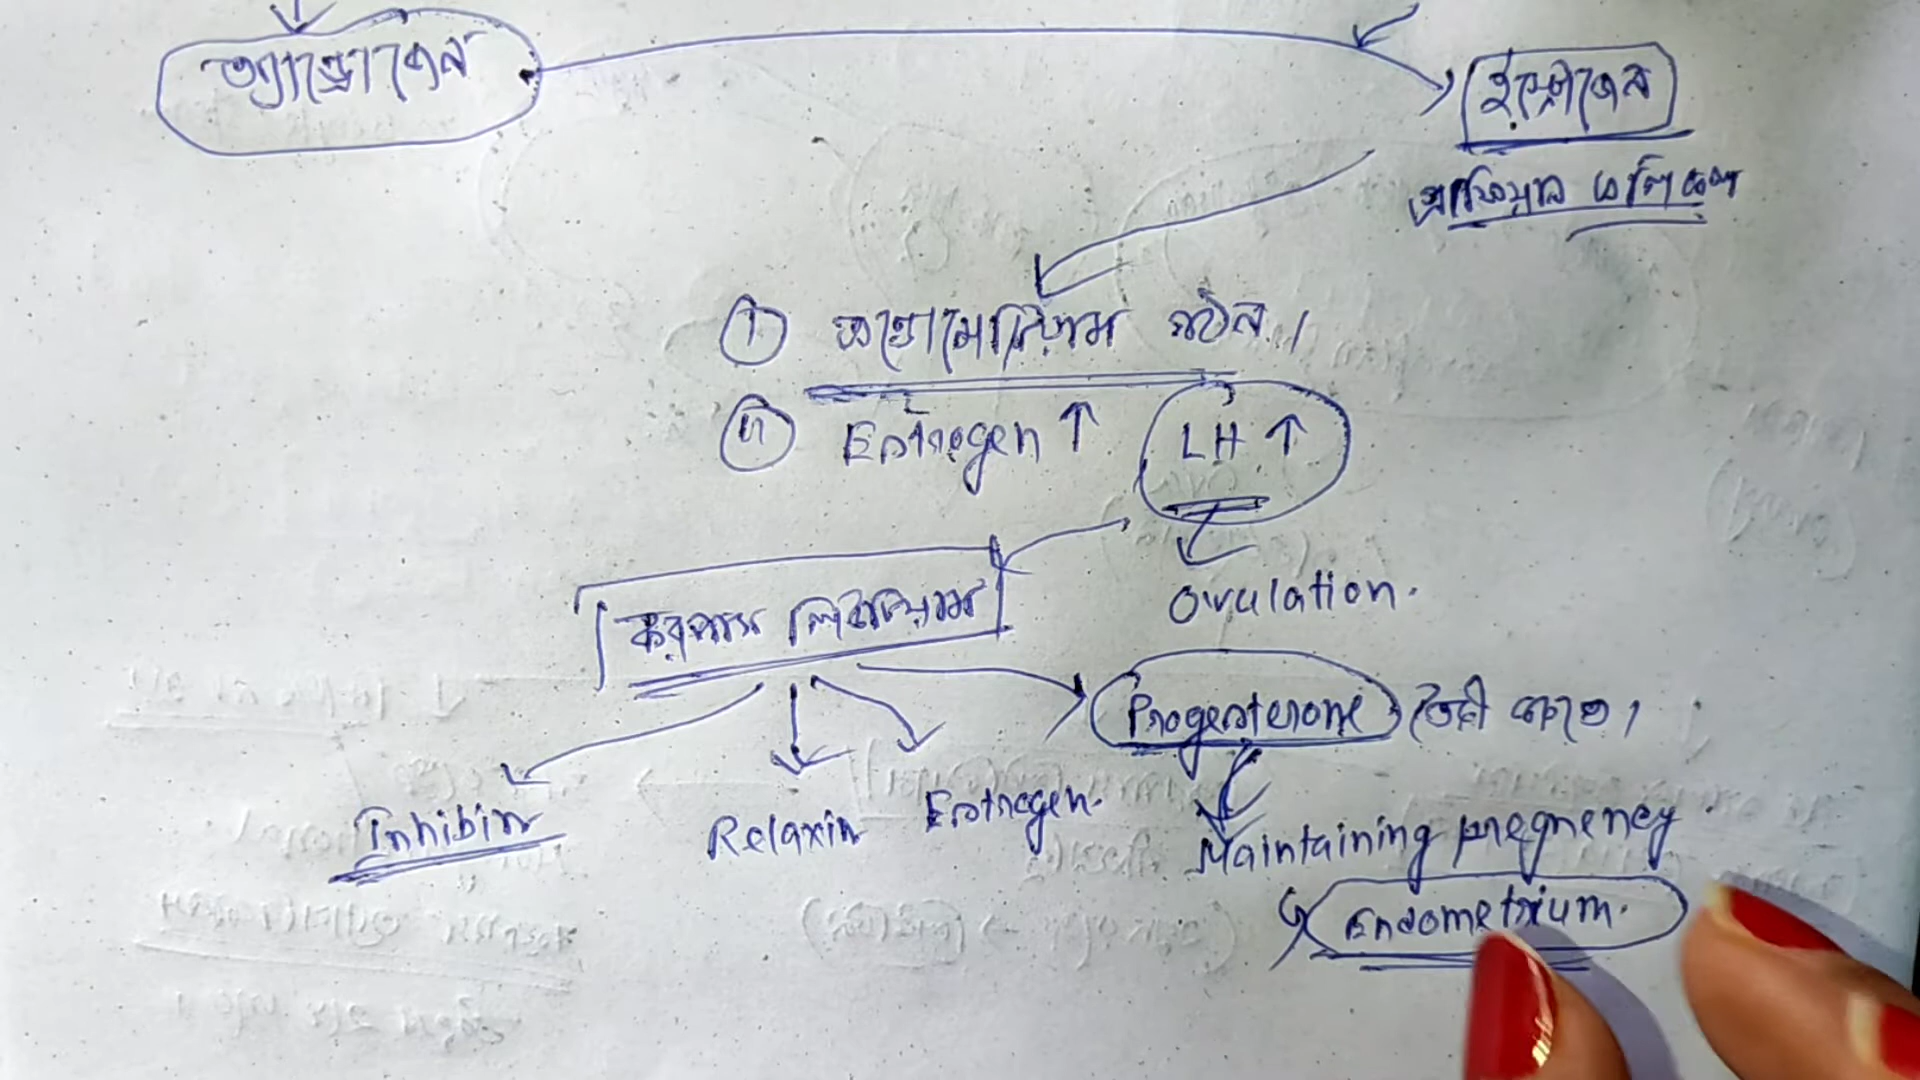 অ্যান্ড্রোজেন
ইস্ট্রোজেন
গ্রাফিয়ান ফলিকল
i এন্ডোমেট্রিয়াম গঠন।
ii Estrogen ↑ LH ↑
Ovulation.
করপাস লিউটিয়াম
Progesterone তৈরী করে।
Inhibin Relaxin Estrogen.
Maintaining pregnency
Endometrium.